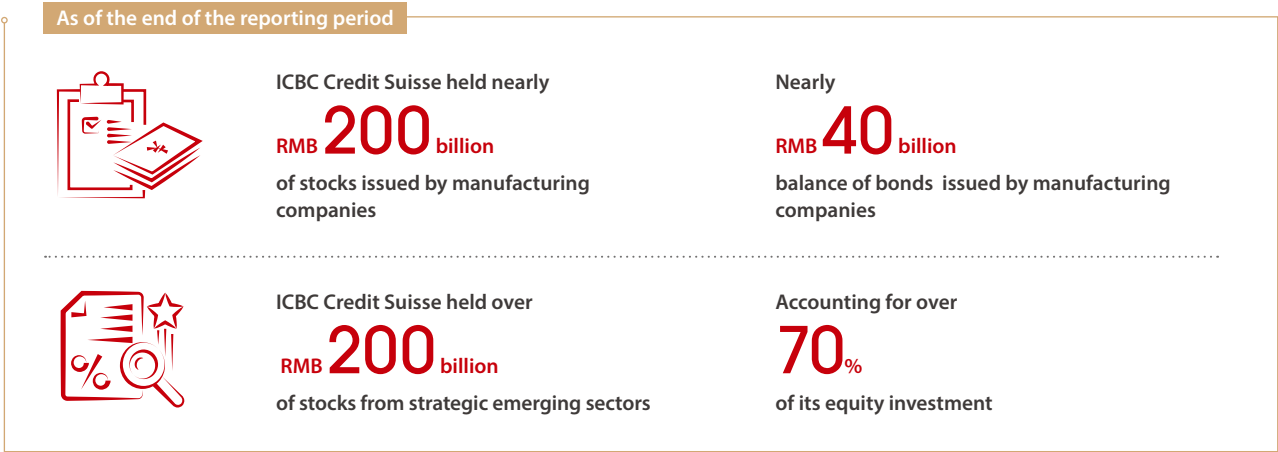 As of the end of the reporting period
ICBC Credit Suisse held nearly
RMB 200 billion
of stocks issued by manufacturing
companies
Nearly
RMB 40 billion
balance of bonds issued by manufacturing
companies
ICBC Credit Suisse held over
RMB 200 billion
of stocks from strategic emerging sectors
Accounting for over
70%
of its equity investment